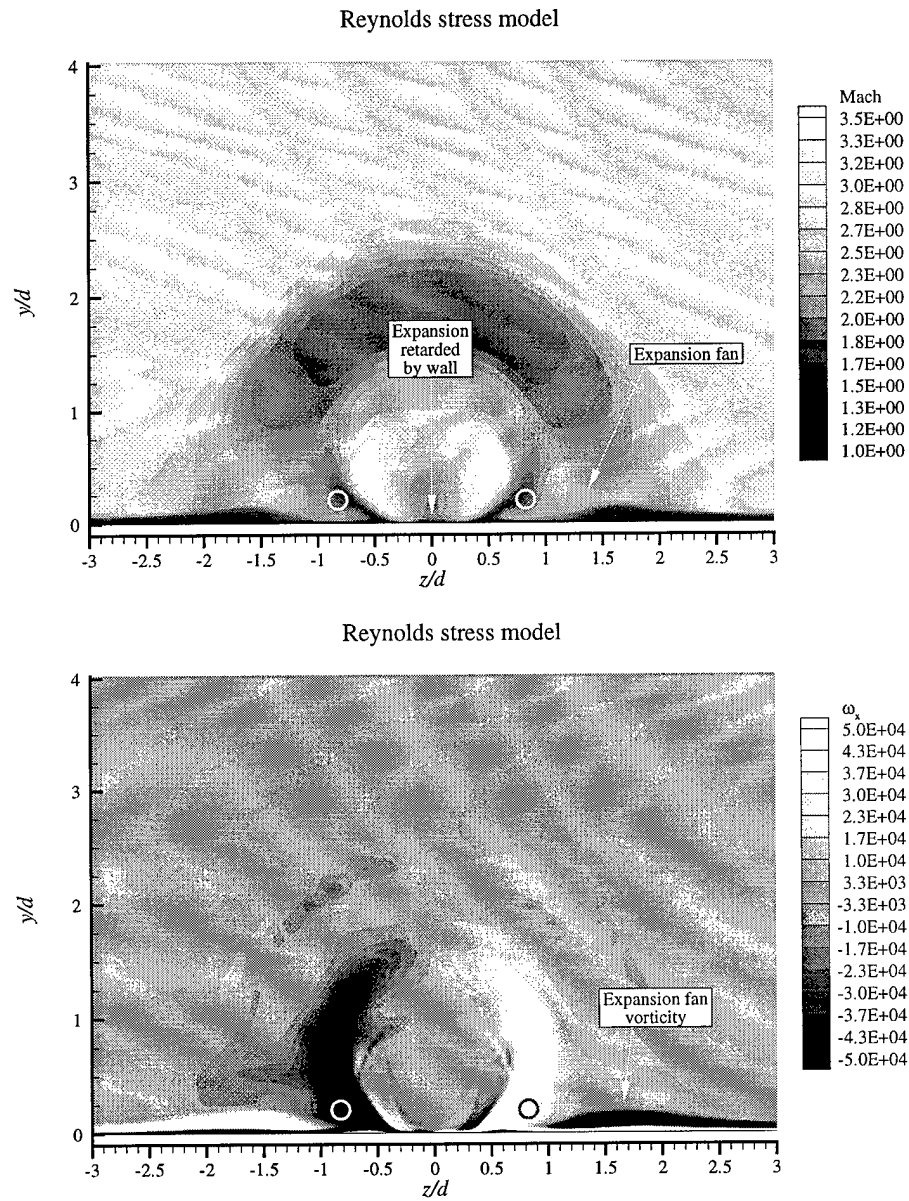 Reynolds stress model
4
3
2
1
0
y/d
Expansion
retarded
by wall
Expansion fan
-3
-2.5
-2
-1.5
-1
-0.5
0
0.5
1
1.5
2
2.5
3
z/d
Mach
3.5E+00
3.3E+00
3.2E+00
3.0E+00
2.8E+00
2.7E+00
2.5E+00
2.3E+00
2.2E+00
2.0E+00
1.8E+00
1.7E+00
1.5E+00
1.3E+00
1.2E+00
1.0E+00
Reynolds stress model
4
3
2
1
0
y/d
Expansion fan
vorticity
-3
-2.5
-2
-1.5
-1
-0.5
0
0.5
1
1.5
2
2.5
3
z/d
ωx
5.0E+04
4.3E+04
3.7E+04
3.0E+04
2.3E+04
1.7E+04
1.0E+04
3.3E+03
-3.3E+03
-1.0E+04
-1.7E+04
-2.3E+04
-3.0E+04
-3.7E+04
-4.3E+04
-5.0E+04